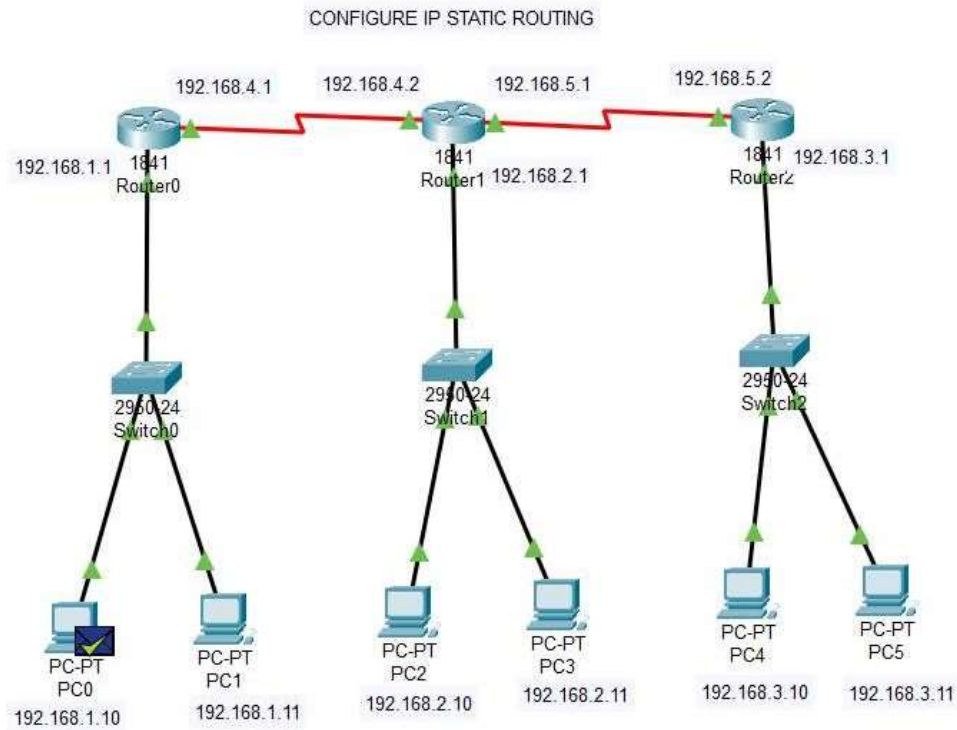 CONFIGURE IP STATIC ROUTING
192.168.4.1
192.168.4.2
192.168.5.1
192.168.5.2
192.168.1.1
1841
Router0
1841
Router1
192.168.2.1
1841
Router2
192.168.3.1
2950-24
Switch0
2950-24
Switch1
2950-24
Switch2
PC-PT
PC0
192.168.1.10
PC-PT
PC1
192.168.1.11
PC-PT
PC2
192.168.2.10
PC-PT
PC3
192.168.2.11
PC-PT
PC4
192.168.3.10
PC-PT
PC5
192.168.3.11